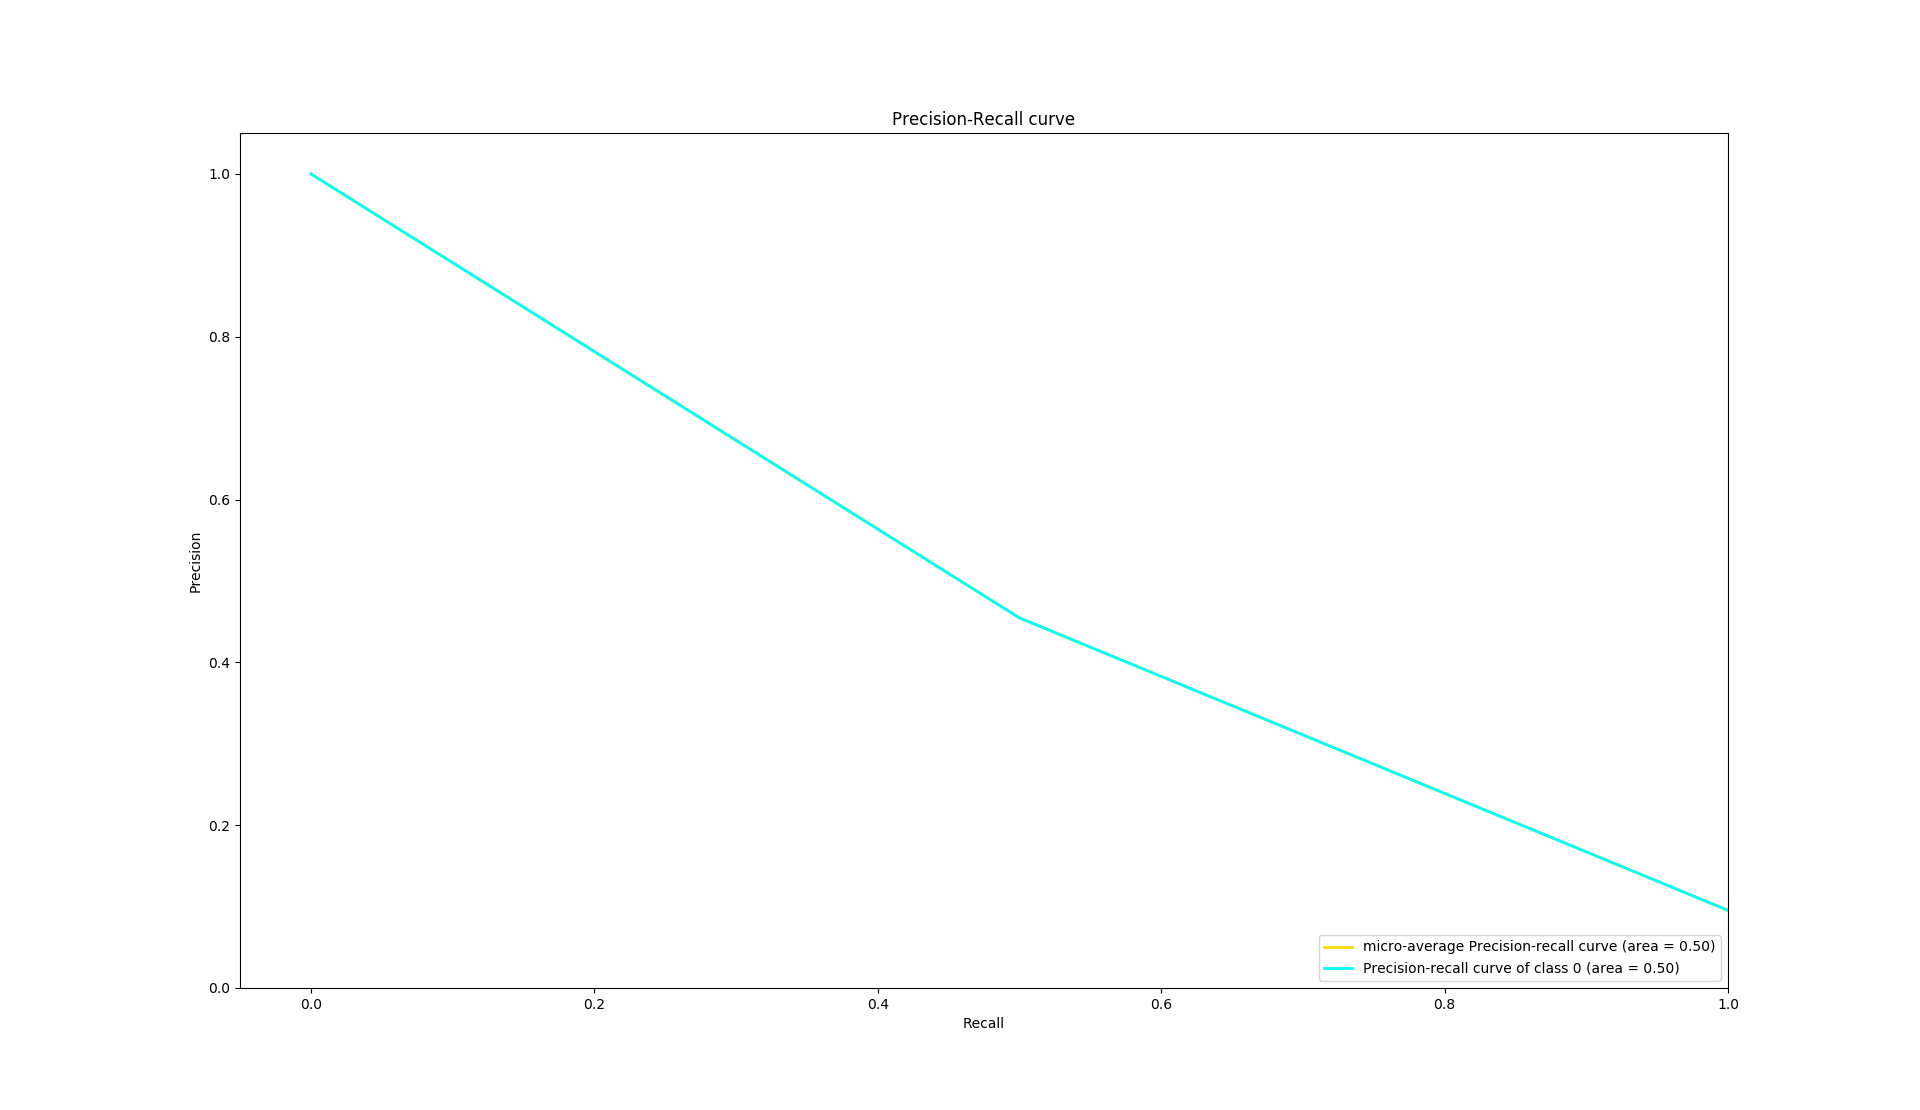 Precision-Recall curve
1.0
0.8
0.6
0.4
0.2
0.0
Precision
0.0 0.2 0.4 0.6 0.8 1.0
Recall
micro-average Precision-recall curve (area = 0.50)
Precision-recall curve of class 0 (area = 0.50)